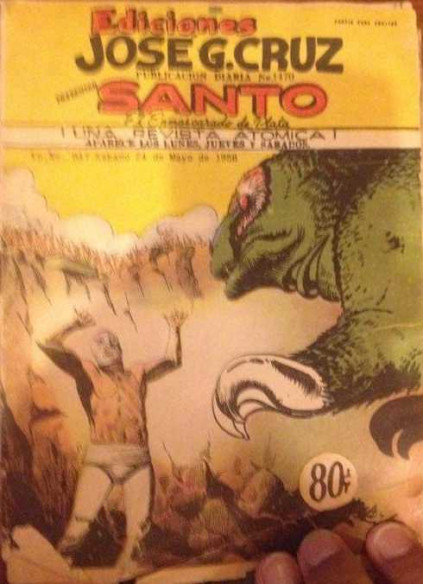 Ediciones
JOSE G. CRUZ
PUBLICACION DIARIA No.1470
SANTO
El Enmascarado de Plata
¡UNA REVISTA ATOMICA!
APARECE LOS LUNES, JUEVES Y SABADOS.
Sabado 24 de Mayo de 1958
80¢